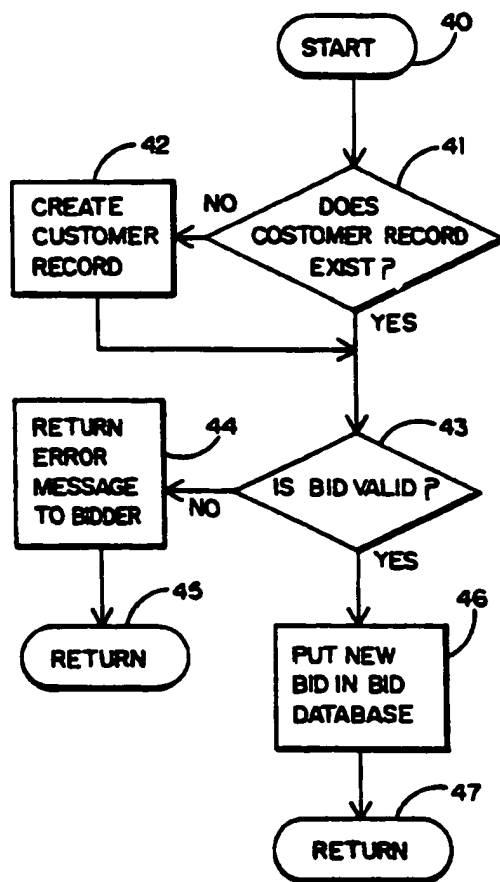 START
40
42
41
CREATE
CUSTOMER
RECORD
NO
DOES
COSTOMER RECORD
EXIST?
YES
RETURN
ERROR
MESSAGE
TO BIDDER
44
43
IS BID VALID?
NO
YES
45
RETURN
46
PUT NEW
BID IN BID
DATABASE
47
RETURN